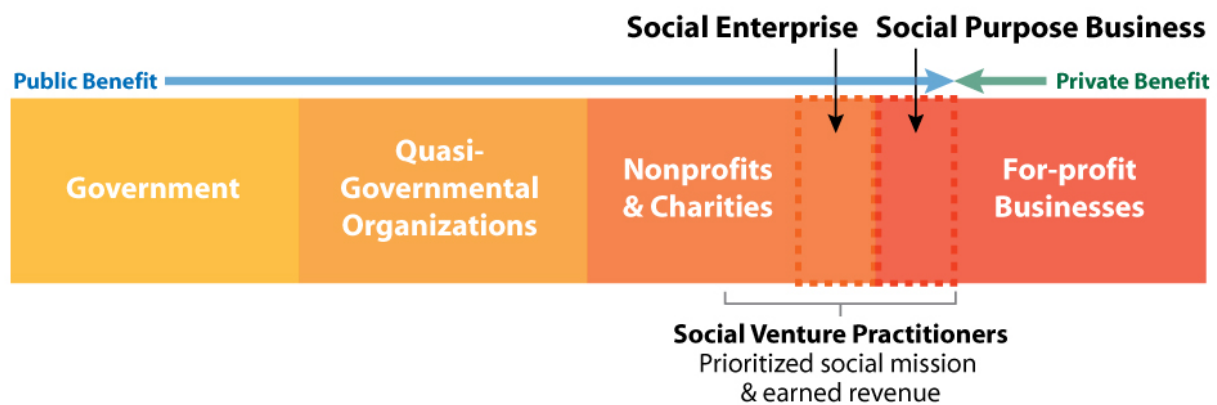 Social Enterprise
Social Purpose Business
Public Benefit
Private Benefit
Government
Quasi-
Governmental
Organizations
Nonprofits
& Charities
For-profit
Businesses
Social Venture Practitioners
Prioritized social mission
& earned revenue